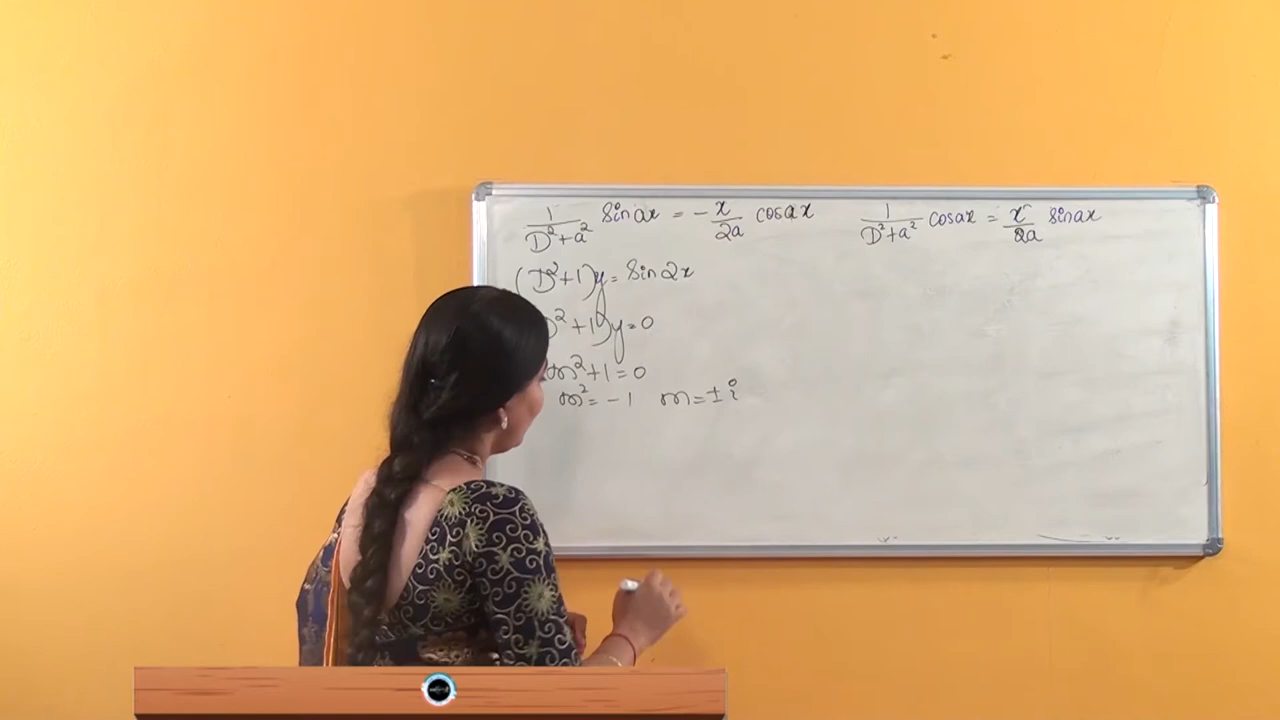 1/(D²+a²) sin ax = - x/2a cos ax    1/(D²+a²) cos ax = x/2a sin ax
(D²+1)y = sin 2x
²+1)y = 0
m²+1 = 0
m² = -1    m = ± i